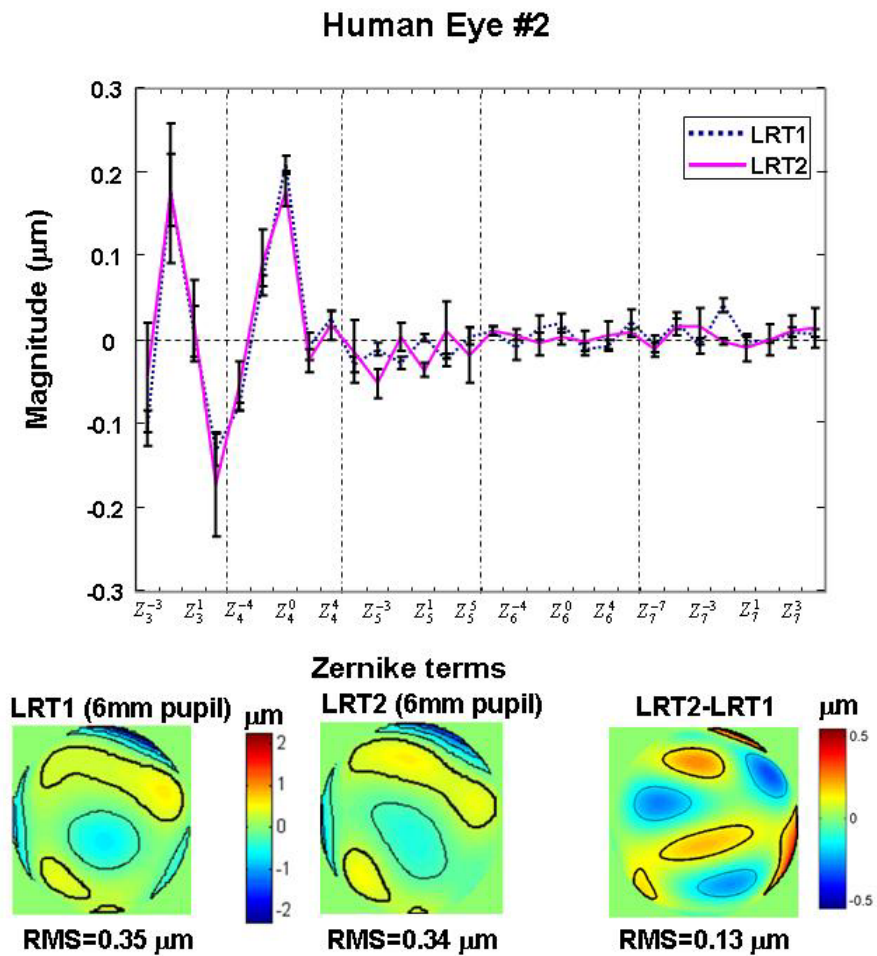 Human Eye #2
0.3
0.2
0.1
0
-0.1
-0.2
-0.3
Magnitude (μm)
LRT1
LRT2
Z₃⁻³ Z₃¹ Z₄⁻⁴ Z₄⁰ Z₄⁴ Z₅⁻³ Z₅¹ Z₅⁵ Z₆⁻⁴ Z₆⁰ Z₆⁴ Z₇⁻⁷ Z₇⁻³ Z₇¹ Z₇³
Zernike terms
LRT1 (6mm pupil) μm LRT2 (6mm pupil) LRT2-LRT1 μm
2
1
0
-1
-2
0.5
0
-0.5
RMS=0.35 μm RMS=0.34 μm RMS=0.13 μm